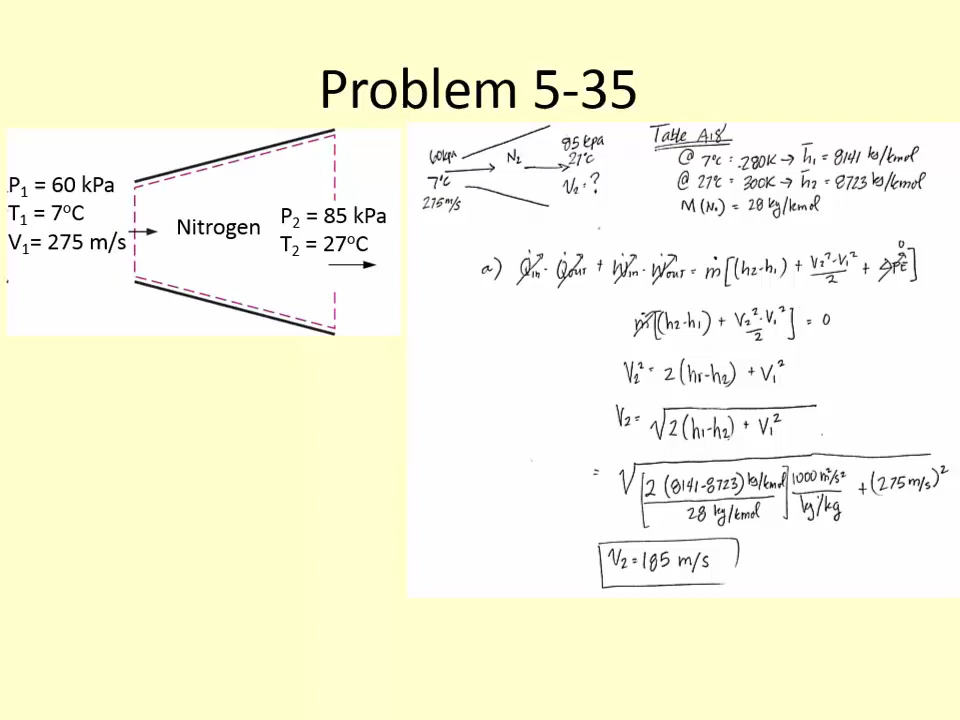 Problem 5-35
P₁ = 60 kPa
T₁ = 7°C
V₁= 275 m/s
Nitrogen
P₂ = 85 kPa
T₂ = 27°C
60kPa
7°C
275m/s
N₂
85 kPa
27°C
V₂ = ?
Table A18
@ 7°C = 280K → h̄₁ = 8141 kJ/kmol
@ 27°C = 300K → h̄₂ = 8723 kJ/kmol
M (N₂) = 28 kg/kmol
a) Q̇in - Q̇out + Ẇin - Ẇout = ṁ[(h₂-h₁) + V₂²-V₁²/2 + ΔPE⁰]
ṁ[(h₂-h₁) + V₂²-V₁²/2] = 0
V₂² = 2(h₁-h₂) + V₁²
V₂ = √2(h₁-h₂) + V₁²
= √[2 (8141-8723) kJ/kmol / 28 kg/kmol] 1000 m²/s² / kJ/kg + (275 m/s)²
V₂ = 185 m/s